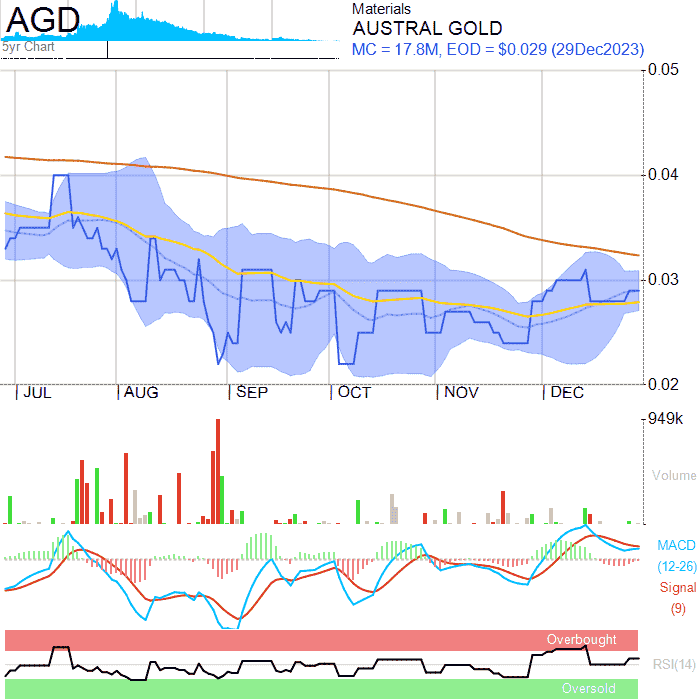 AGD
5yr Chart
Materials
AUSTRAL GOLD
MC = 17.8M, EOD = $0.029 (29Dec2023)
0.05
0.04
0.03
0.02
JUL
AUG
SEP
OCT
NOV
DEC
949k
Volume
MACD
(12-26)
Signal
(9)
Overbought
RSI(14)
Oversold